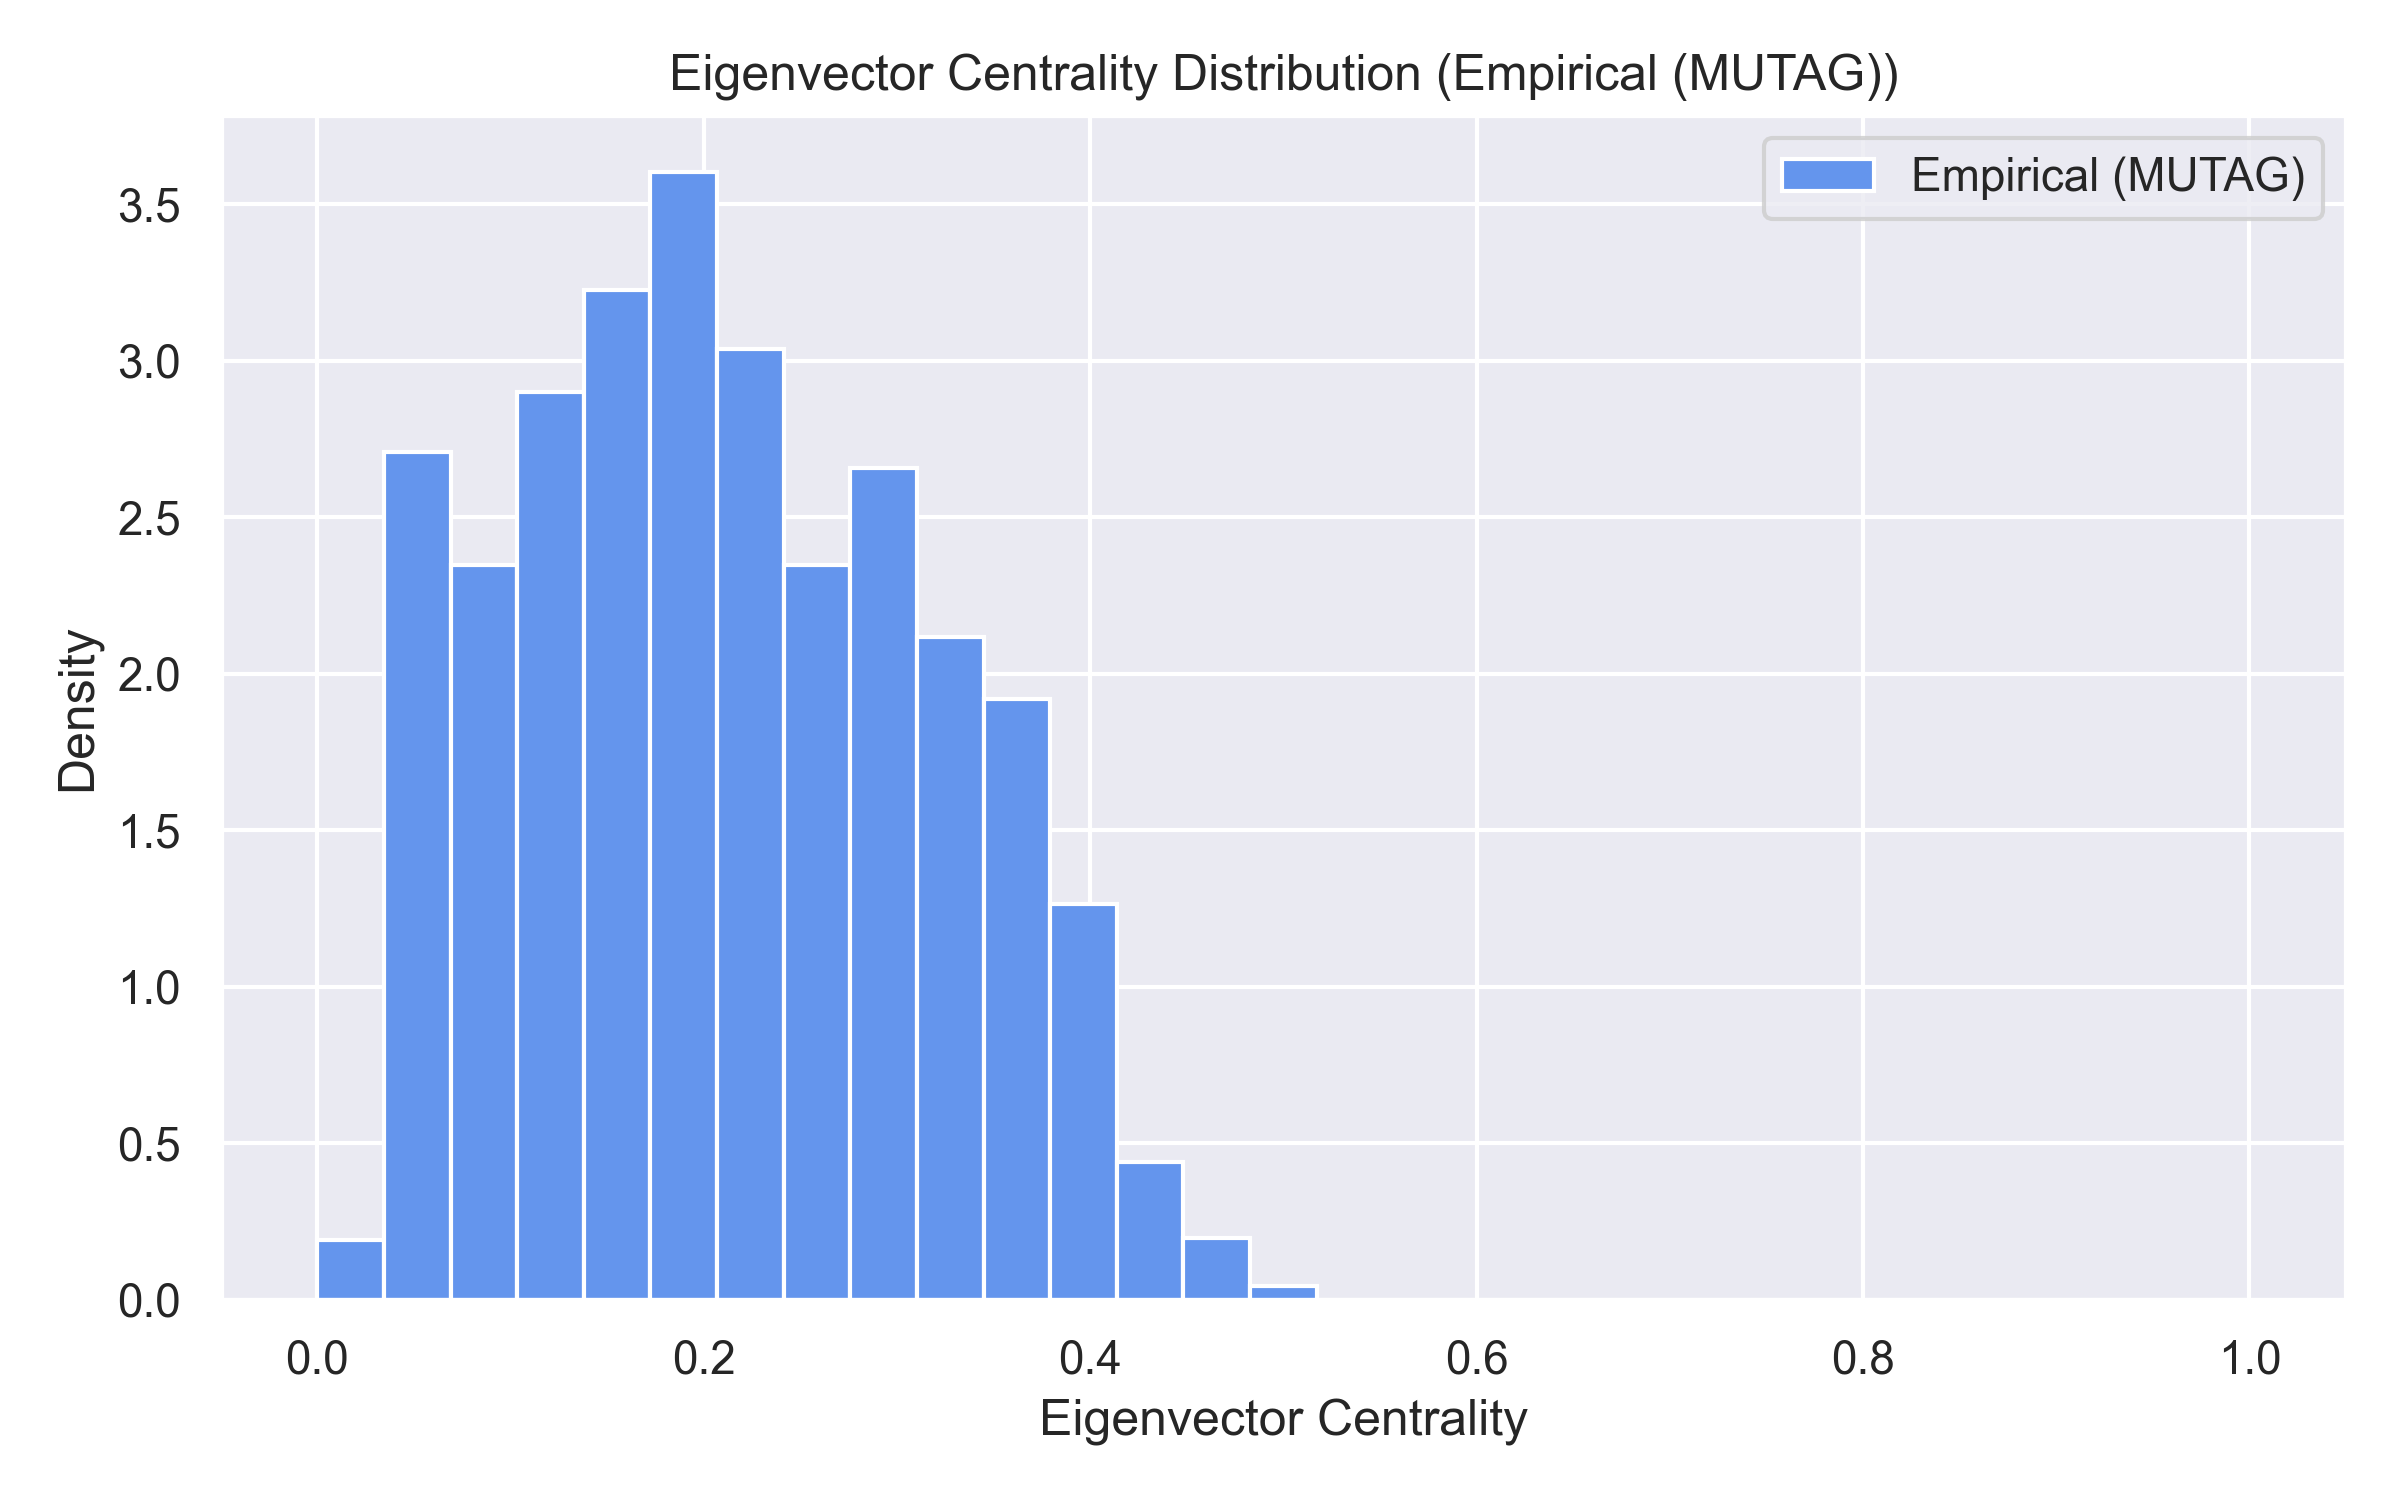 Eigenvector Centrality Distribution (Empirical (MUTAG))
Empirical (MUTAG)
3.5
3.0
2.5
2.0
1.5
1.0
0.5
0.0
Density
0.0 0.2 0.4 0.6 0.8 1.0
Eigenvector Centrality